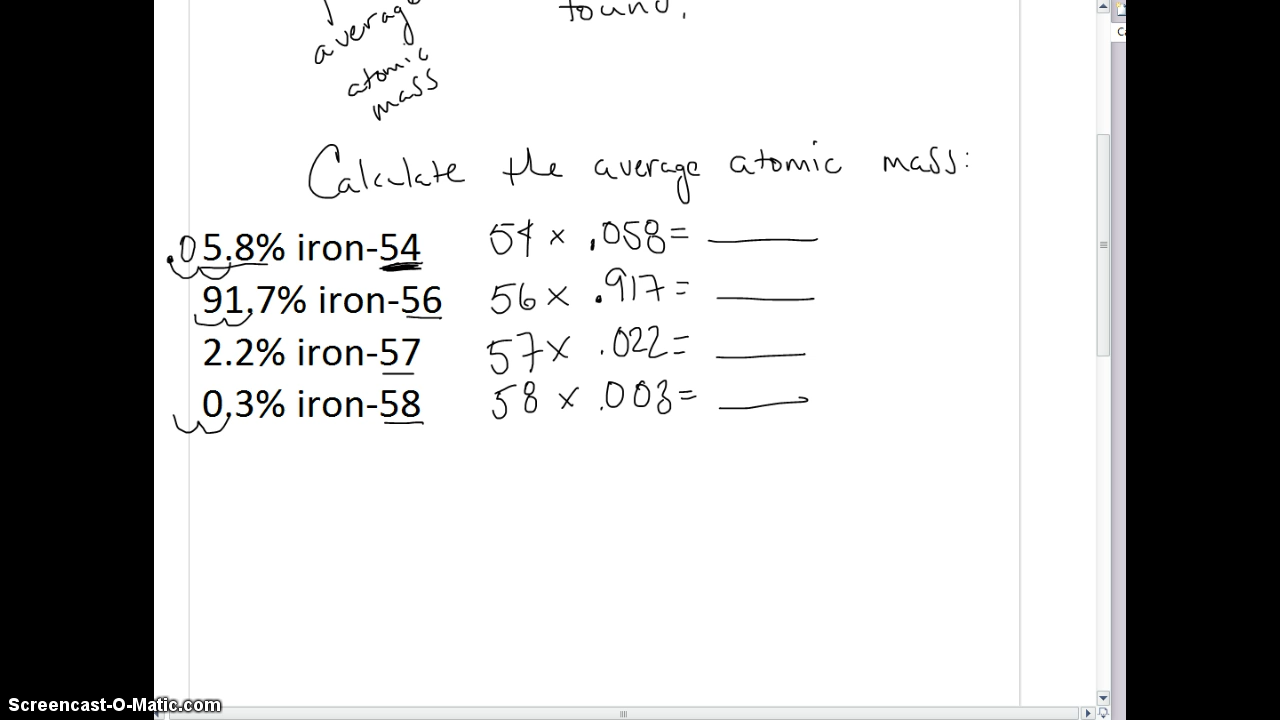 average
found.
atomic
mass
Calculate the average atomic mass:
.05.8% iron-54 54 × .058=
91.7% iron-56 56 × .917=
2.2% iron-57 57 × .022=
0.3% iron-58 58 × .003=
Screencast-O-Matic.com